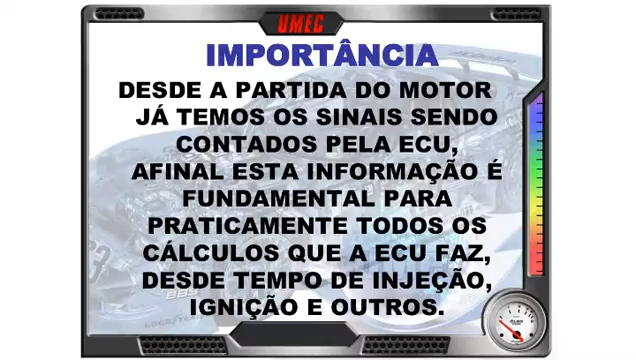 UMEC
IMPORTÂNCIA
DESDE A PARTIDA DO MOTOR
JÁ TEMOS OS SINAIS SENDO
CONTADOS PELA ECU,
AFINAL ESTA INFORMAÇÃO É
FUNDAMENTAL PARA
PRATICAMENTE TODOS OS
CÁLCULOS QUE A ECU FAZ,
DESDE TEMPO DE INJEÇÃO,
IGNIÇÃO E OUTROS.